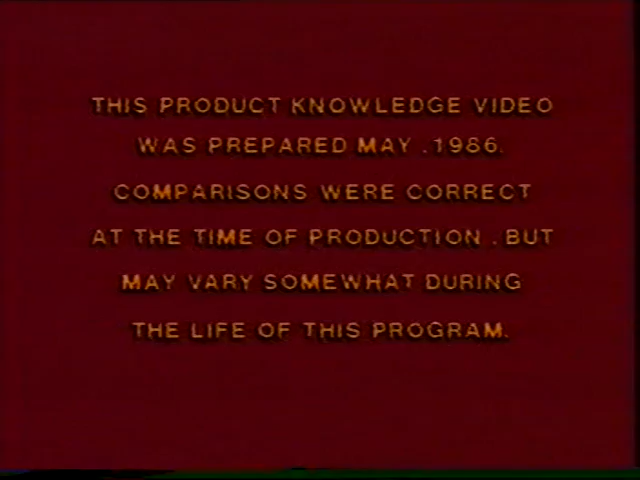 THIS PRODUCT KNOWLEDGE VIDEO
WAS PREPARED MAY .1986.
COMPARISONS WERE CORRECT
AT THE TIME OF PRODUCTION .BUT
MAY VARY SOMEWHAT DURING
THE LIFE OF THIS PROGRAM.